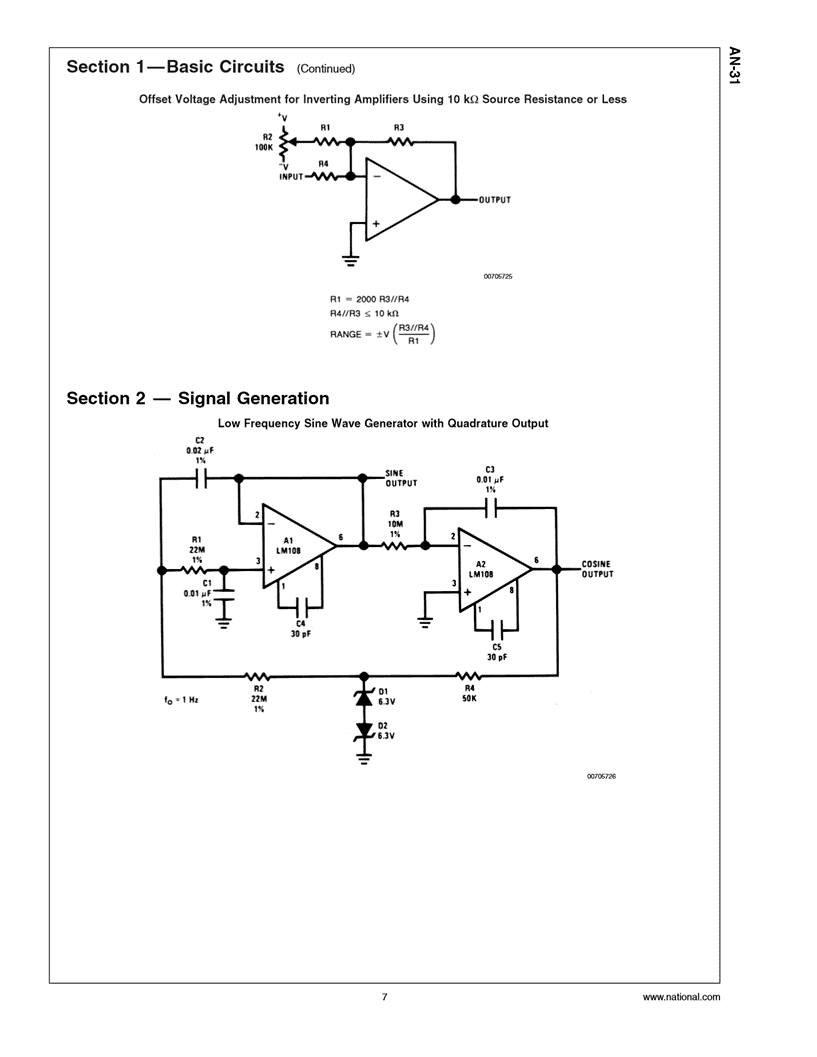 AN-31
Section 1—Basic Circuits (Continued)
Offset Voltage Adjustment for Inverting Amplifiers Using 10 kΩ Source Resistance or Less
+V
R2
100K
R1
R3
−V
R4
INPUT
−
+
OUTPUT
00705725
R1 = 2000 R3//R4
R4//R3 ≤ 10 kΩ
RANGE = ±V (R3//R4 / R1)
Section 2 — Signal Generation
Low Frequency Sine Wave Generator with Quadrature Output
C2
0.02 μF
1%
SINE
OUTPUT
C3
0.01 μF
1%
R1
22M
1%
C1
0.01 μF
1%
2
−
3
+
A1
LM108
6
8
1
C4
30 pF
R3
10M
1%
2
−
3
+
A2
LM108
6
8
1
C5
30 pF
COSINE
OUTPUT
R2
22M
1%
R4
50K
D1
6.3V
D2
6.3V
fo = 1 Hz
00705726
7
www.national.com